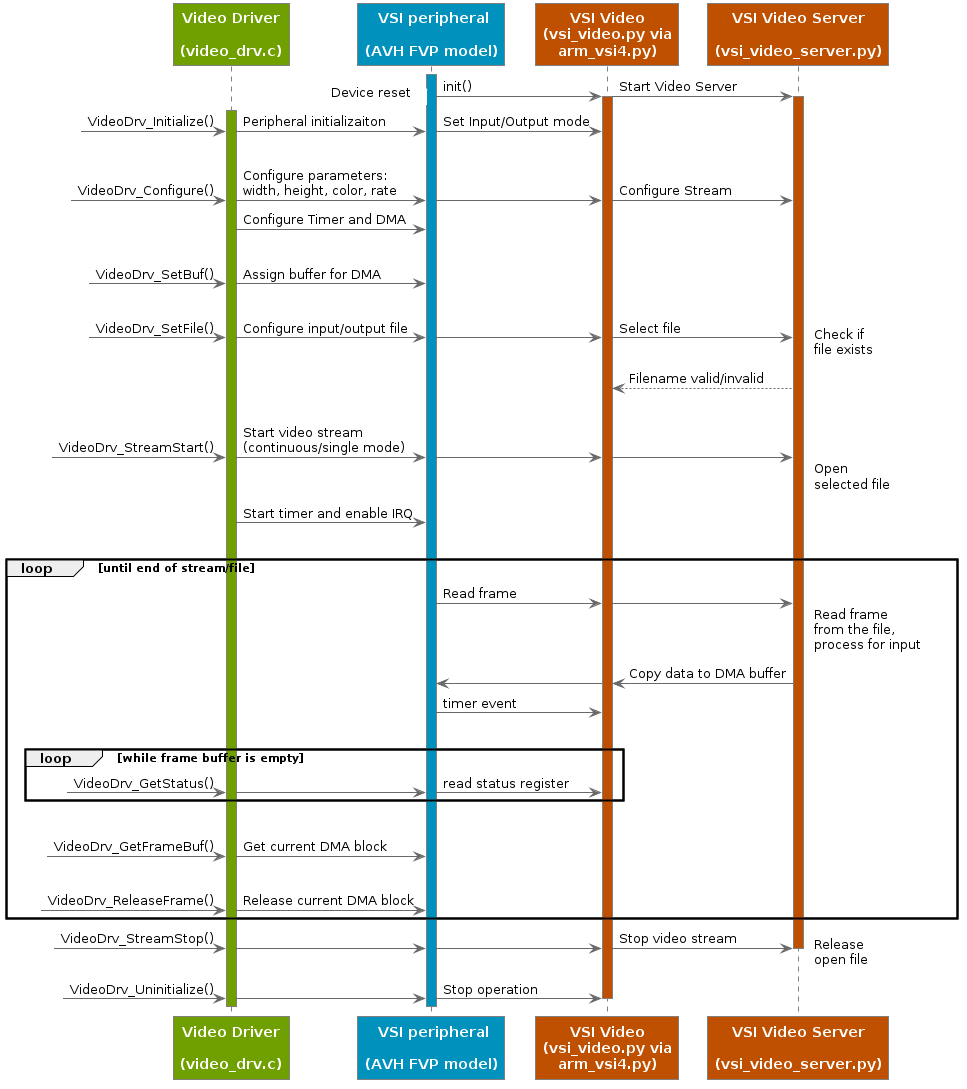 Video Driver
(video_drv.c)
VSI peripheral
(AVH FVP model)
VSI Video
(vsi_video.py via
arm_vsi4.py)
VSI Video Server
(vsi_video_server.py)
Device reset
init()
Start Video Server
VideoDrv_Initialize()
Peripheral initializaiton
Set Input/Output mode
VideoDrv_Configure()
Configure parameters:
width, height, color, rate
Configure Stream
Configure Timer and DMA
VideoDrv_SetBuf()
Assign buffer for DMA
VideoDrv_SetFile()
Configure input/output file
Select file
Check if
file exists
Filename valid/invalid
VideoDrv_StreamStart()
Start video stream
(continuous/single mode)
Open
selected file
Start timer and enable IRQ
loop
[until end of stream/file]
Read frame
Read frame
from the file,
process for input
Copy data to DMA buffer
timer event
loop
[while frame buffer is empty]
VideoDrv_GetStatus()
read status register
VideoDrv_GetFrameBuf()
Get current DMA block
VideoDrv_ReleaseFrame()
Release current DMA block
VideoDrv_StreamStop()
Stop video stream
Release
open file
VideoDrv_Uninitialize()
Stop operation
Video Driver
(video_drv.c)
VSI peripheral
(AVH FVP model)
VSI Video
(vsi_video.py via
arm_vsi4.py)
VSI Video Server
(vsi_video_server.py)